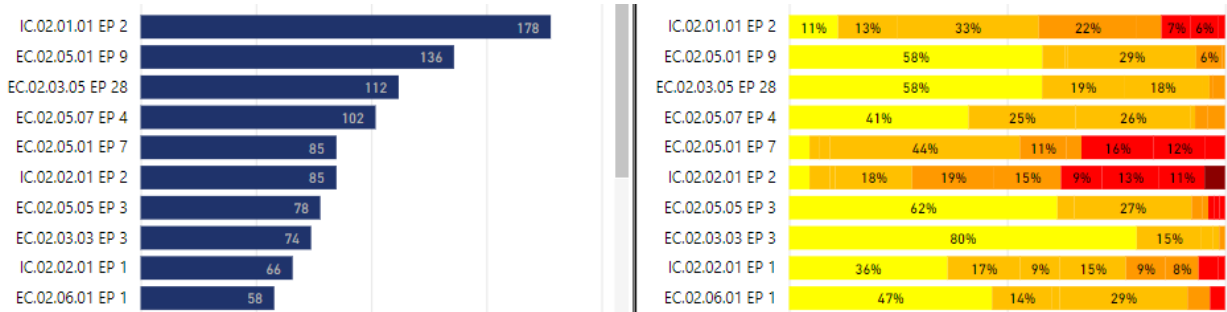 IC.02.01.01 EP 2 178
EC.02.05.01 EP 9 136
EC.02.03.05 EP 28 112
EC.02.05.07 EP 4 102
EC.02.05.01 EP 7 85
IC.02.02.01 EP 2 85
EC.02.05.05 EP 3 78
EC.02.03.03 EP 3 74
IC.02.02.01 EP 1 66
EC.02.06.01 EP 1 58
IC.02.01.01 EP 2 11% 13% 33% 22% 7% 6%
EC.02.05.01 EP 9 58% 29% 6%
EC.02.03.05 EP 28 58% 19% 18%
EC.02.05.07 EP 4 41% 25% 26%
EC.02.05.01 EP 7 44% 11% 16% 12%
IC.02.02.01 EP 2 18% 19% 15% 9% 13% 11%
EC.02.05.05 EP 3 62% 27%
EC.02.03.03 EP 3 80% 15%
IC.02.02.01 EP 1 36% 17% 9% 15% 9% 8%
EC.02.06.01 EP 1 47% 14% 29%